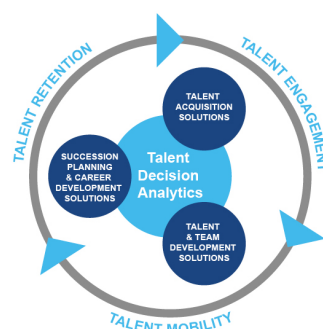 TALENT RETENTION
TALENT ENGAGEMENT
TALENT
ACQUISITION
SOLUTIONS
SUCCESSION
PLANNING
& CAREER
DEVELOPMENT
SOLUTIONS
Talent
Decision
Analytics
TALENT
& TEAM
DEVELOPMENT
SOLUTIONS
TALENT MOBILITY